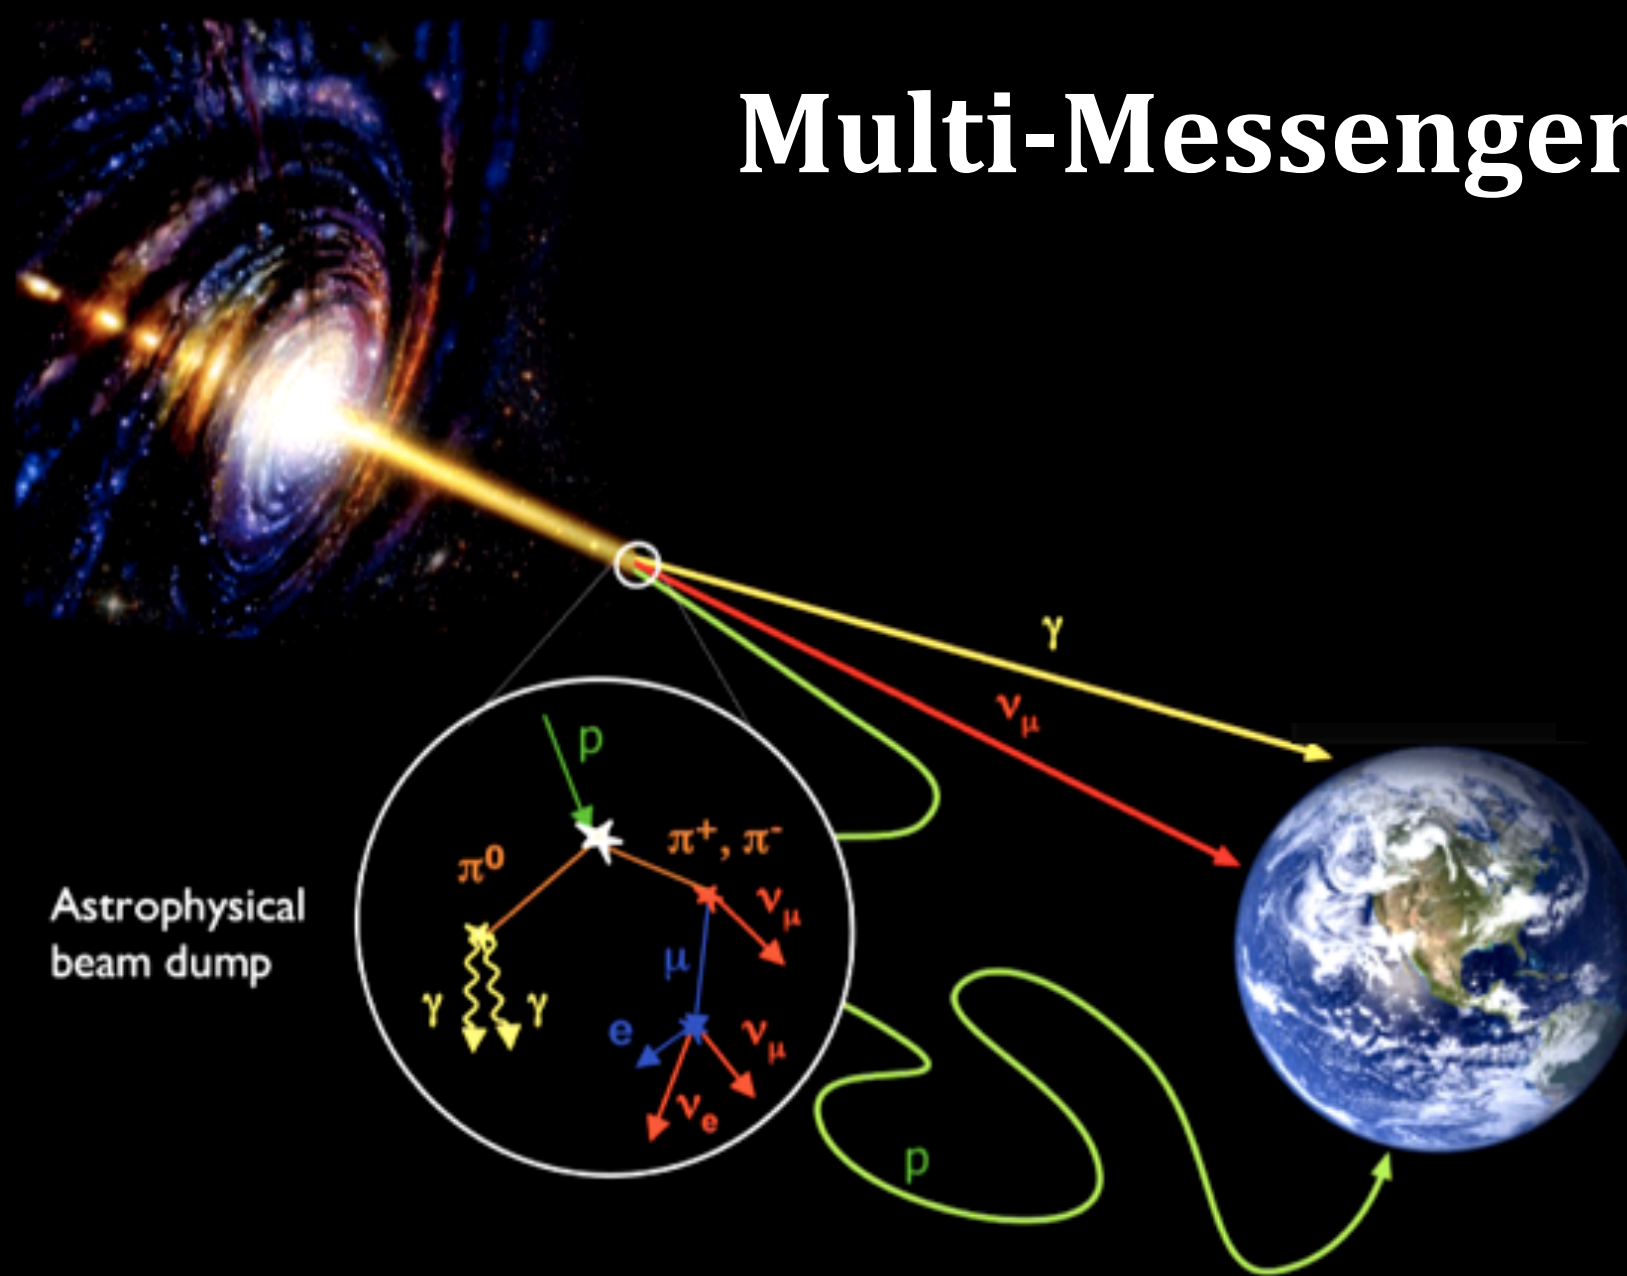 Multi-Messenger
γ
νμ
p
π⁰
π⁺, π⁻
νμ
Astrophysical
beam dump
μ
γ
γ
e
νμ
νe
p